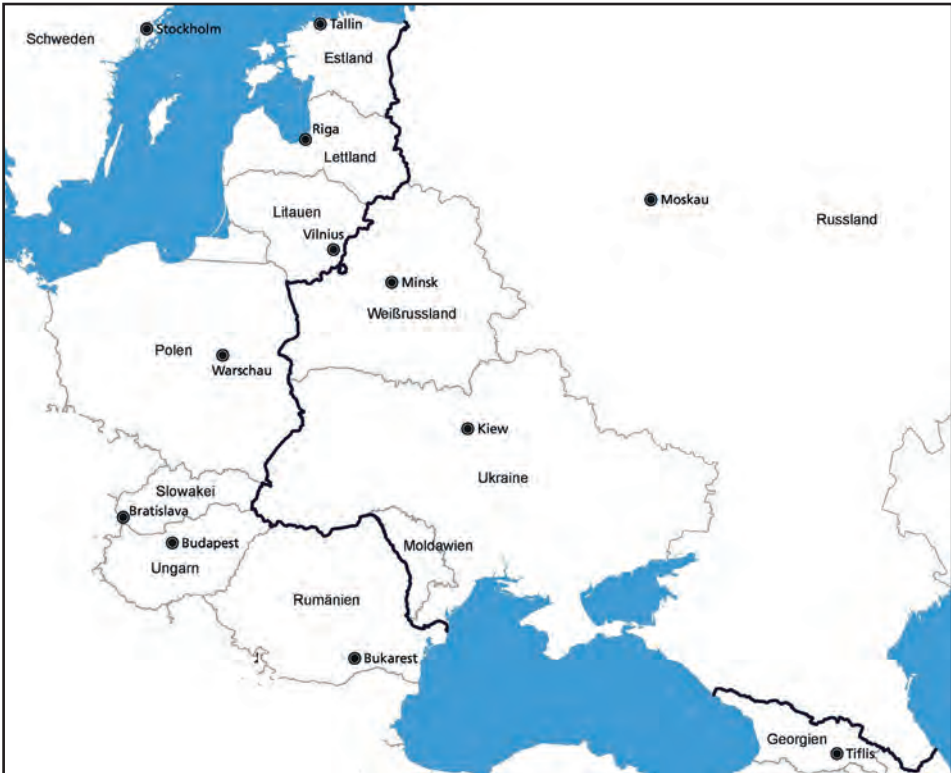 Stockholm
Tallin
Schweden
Estland
Riga
Lettland
Moskau
Litauen
Russland
Vilnius
Minsk
Weißrussland
Polen
Warschau
Kiew
Ukraine
Slowakei
Bratislava
Budapest
Moldawien
Ungarn
Rumänien
Bukarest
Georgien
Tiflis